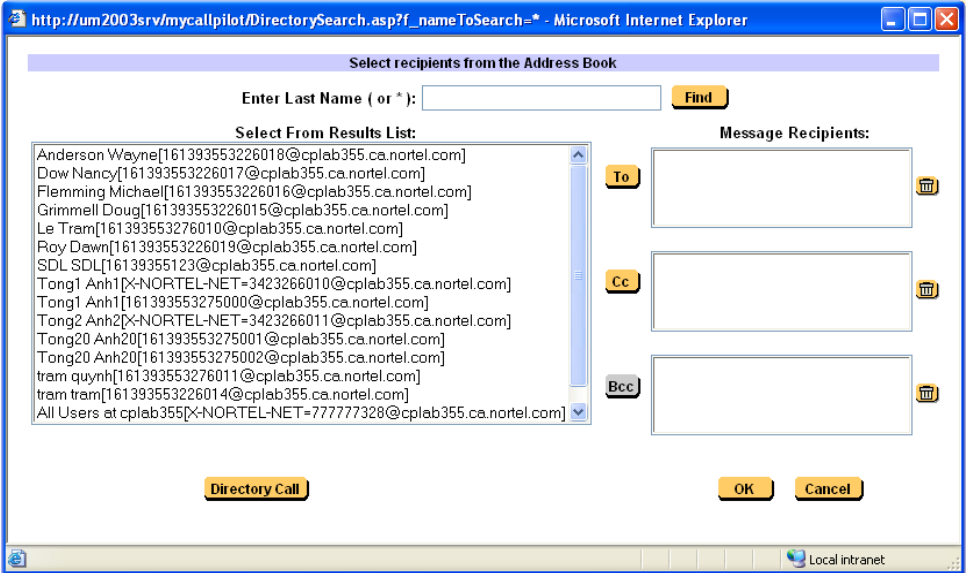 http://um2003srv/mycallpilot/DirectorySearch.asp?f_nameToSearch=* - Microsoft Internet Explorer
Select recipients from the Address Book
Enter Last Name ( or * ): Find
Select From Results List: Message Recipients:
Anderson Wayne[161393553226018@cplab355.ca.nortel.com]
Dow Nancy[161393553226017@cplab355.ca.nortel.com]
Flemming Michael[161393553226016@cplab355.ca.nortel.com]
Grimmell Doug[161393553226015@cplab355.ca.nortel.com]
Le Tram[161393553276010@cplab355.ca.nortel.com]
Roy Dawn[161393553226019@cplab355.ca.nortel.com]
SDL SDL[16139355123@cplab355.ca.nortel.com]
Tong1 Anh1[X-NORTEL-NET=3423266010@cplab355.ca.nortel.com]
Tong1 Anh1[161393553275000@cplab355.ca.nortel.com]
Tong2 Anh2[X-NORTEL-NET=3423266011@cplab355.ca.nortel.com]
Tong20 Anh20[161393553275001@cplab355.ca.nortel.com]
Tong20 Anh20[161393553275002@cplab355.ca.nortel.com]
tram quynh[161393553276011@cplab355.ca.nortel.com]
tram tram[161393553226014@cplab355.ca.nortel.com]
All Users at cplab355[X-NORTEL-NET=777777328@cplab355.ca.nortel.com]
To
Cc
Bcc
Directory Call OK Cancel
Local intranet